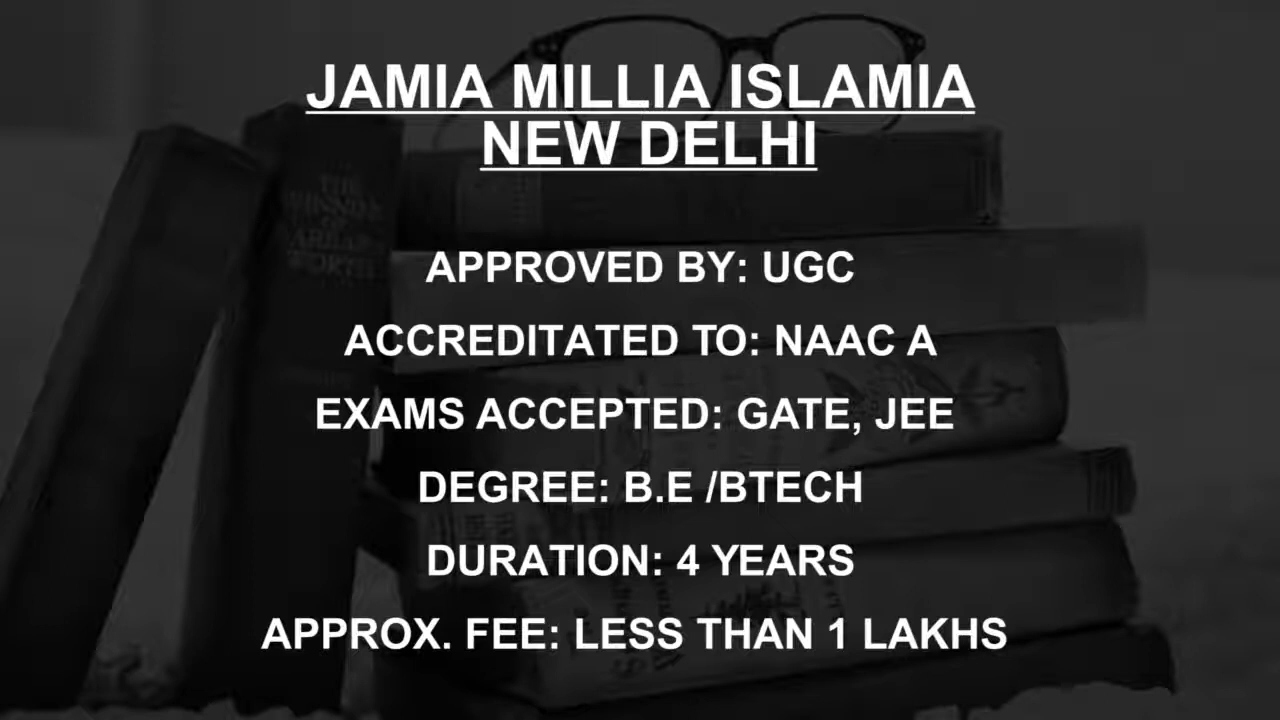 JAMIA MILLIA ISLAMIA
NEW DELHI
APPROVED BY: UGC
ACCREDITATED TO: NAAC A
EXAMS ACCEPTED: GATE, JEE
DEGREE: B.E /BTECH
DURATION: 4 YEARS
APPROX. FEE: LESS THAN 1 LAKHS